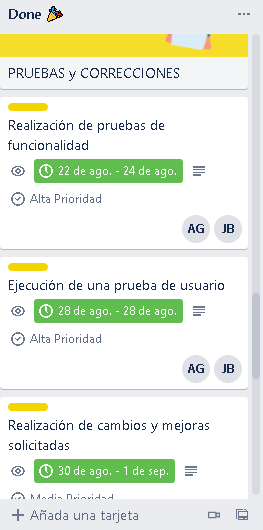 Done 🎉
PRUEBAS y CORRECCIONES
Realización de pruebas de
funcionalidad
22 de ago. - 24 de ago.
Alta Prioridad
AG JB
Ejecución de una prueba de usuario
28 de ago. - 28 de ago.
Alta Prioridad
AG JB
Realización de cambios y mejoras
solicitadas
30 de ago. - 1 de sep.
Media Prioridad
+ Añada una tarjeta